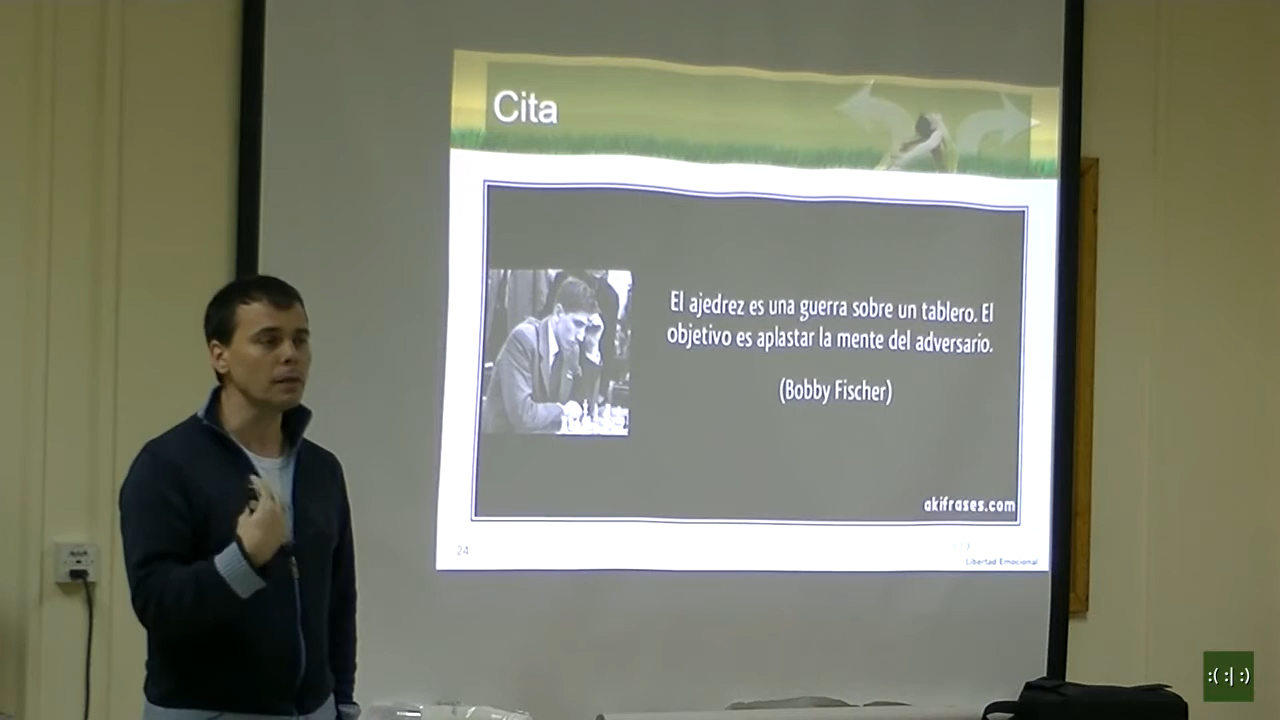 Cita
El ajedrez es una guerra sobre un tablero. El
objetivo es aplastar la mente del adversario.
(Bobby Fischer)
akifrases.com
24
Libertad Emocional
:( :| :)